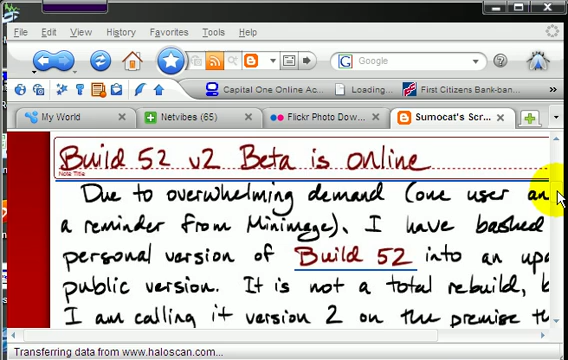 File Edit View History Favorites Tools Help
Google
Capital One Online Ac... Loading... First Citizens Bank-ban...
My World Netvibes (65) Flickr Photo Dow... Sumocat's Scr...
Build 52 v2 Beta is online
Note Title
Due to overwhelming demand (one user an
a reminder from Minimage), I have bashed
personal version of Build 52 into an upd
public version. It is not a total rebuild, b
I am calling it version 2 on the premise th
Transferring data from www.haloscan.com...